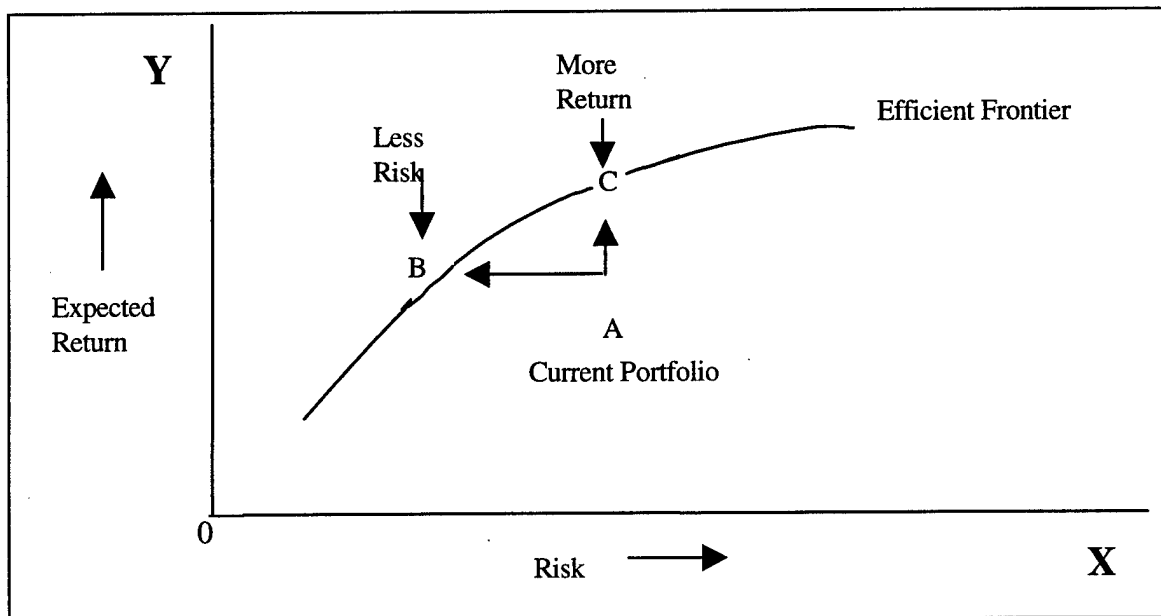 Y
More
Return
Efficient Frontier
Less
Risk
C
B
Expected
Return
A
Current Portfolio
0
Risk
X